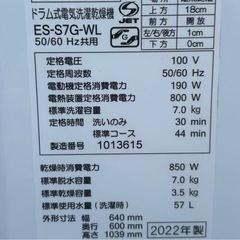 ドラム式電気洗濯乾燥機
ES-S7G-WL
50/60 Hz共用
S
JET
上方 18cm
前方 開放
左/右方 1cm
後方 0cm
定格電圧 100 V
定格周波数 50/60 Hz
電動機定格消費電力 190 W
電熱装置定格消費電力 800 W
標準洗濯容量 7.0 kg
定格時間 洗いのみ 30 min
標準コース 44 min
製造番号 1013615
乾燥時消費電力 850 W
標準脱水容量 7.0 kg
標準乾燥容量 3.5 kg
標準使用水量(洗濯時) 57 L
外形寸法 幅 640 mm
奥行 600 mm
高さ 1039 mm
2022年製